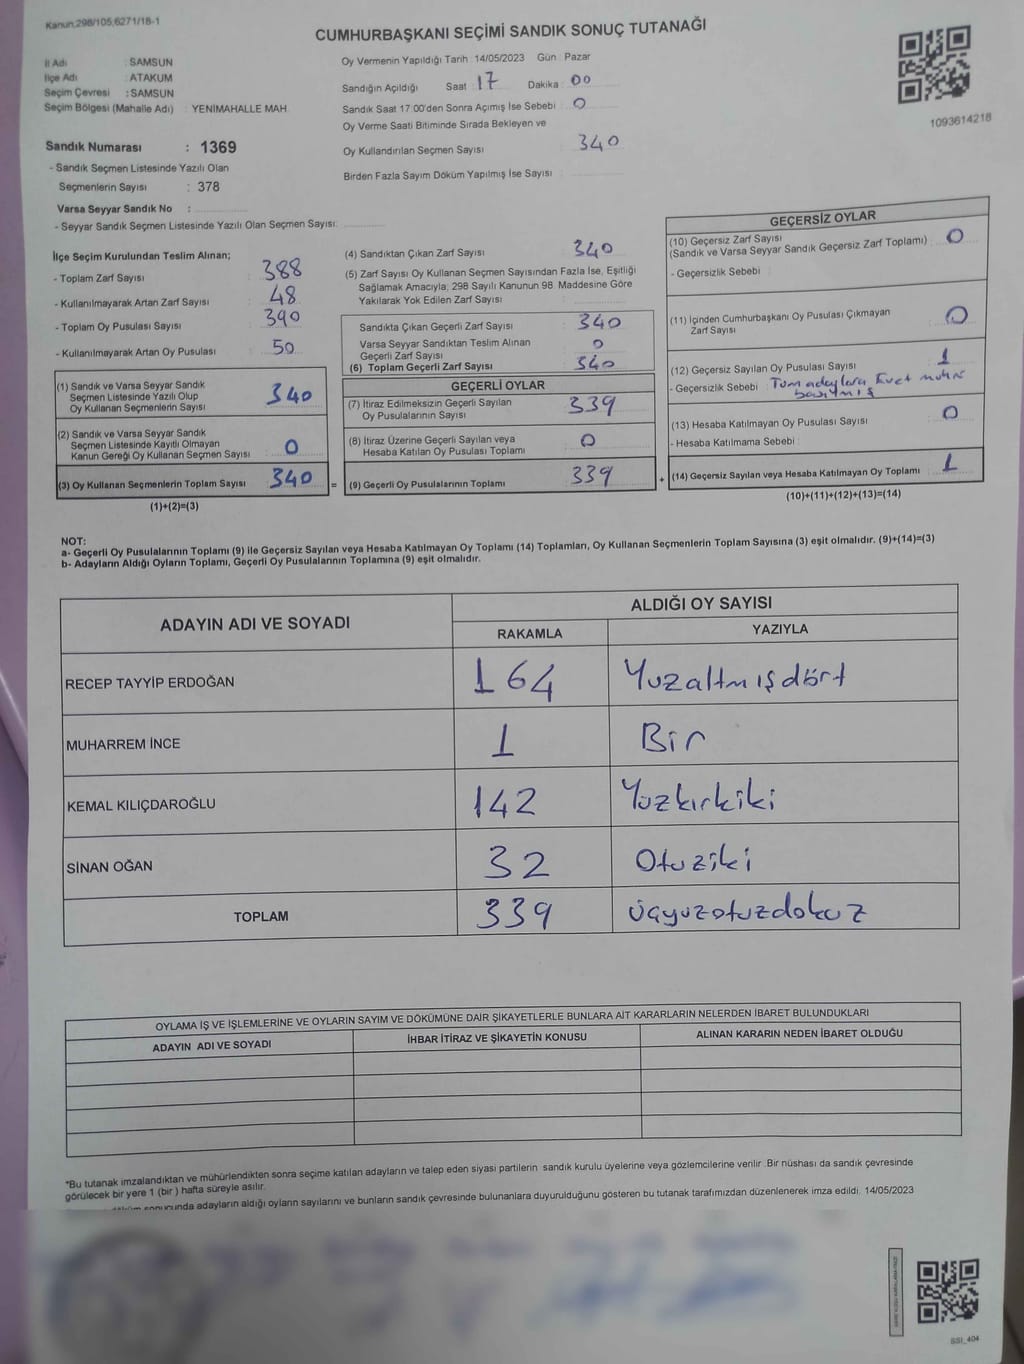 Kanun,298/105,6271/18-1
CUMHURBAŞKANI SEÇİMİ SANDIK SONUÇ TUTANAĞI
İl Adı : SAMSUN
İlçe Adı : ATAKUM
Seçim Çevresi : SAMSUN
Seçim Bölgesi (Mahalle Adı) : YENİMAHALLE MAH.
Sandık Numarası : 1369
- Sandık Seçmen Listesinde Yazılı Olan
Seçmenlerin Sayısı : 378
Varsa Seyyar Sandık No :
- Seyyar Sandık Seçmen Listesinde Yazılı Olan Seçmen Sayısı:
Oy Vermenin Yapıldığı Tarih : 14/05/2023 Gün : Pazar
Sandığın Açıldığı Saat : 17 Dakika : 00
Sandık Saat 17:00'den Sonra Açılmış İse Sebebi : 0
Oy Verme Saati Bitiminde Sırada Bekleyen ve
Oy Kullandırılan Seçmen Sayısı : 340
Birden Fazla Sayım Döküm Yapılmış İse Sayısı :
1093614218
İlçe Seçim Kurulundan Teslim Alınan;
- Toplam Zarf Sayısı : 388
- Kullanılmayarak Artan Zarf Sayısı : 48
- Toplam Oy Pusulası Sayısı : 390
- Kullanılmayarak Artan Oy Pusulası : 50
(1) Sandık ve Varsa Seyyar Sandık
Seçmen Listesinde Yazılı Olup
Oy Kullanan Seçmenlerin Sayısı : 340
(2) Sandık ve Varsa Seyyar Sandık
Seçmen Listesinde Kayıtlı Olmayan
Kanun Gereği Oy Kullanan Seçmen Sayısı : 0
(3) Oy Kullanan Seçmenlerin Toplam Sayısı : 340 =
(1)+(2)=(3)
(4) Sandıktan Çıkan Zarf Sayısı : 340
(5) Zarf Sayısı Oy Kullanan Seçmen Sayısından Fazla İse, Eşitliği
Sağlamak Amacıyla; 298 Sayılı Kanunun 98. Maddesine Göre
Yakılarak Yok Edilen Zarf Sayısı :
Sandıkta Çıkan Geçerli Zarf Sayısı : 340
Varsa Seyyar Sandıktan Teslim Alınan
Geçerli Zarf Sayısı : 0
(6) Toplam Geçerli Zarf Sayısı : 340
GEÇERLİ OYLAR
(7) İtiraz Edilmeksizin Geçerli Sayılan
Oy Pusulalarının Sayısı : 339
(8) İtiraz Üzerine Geçerli Sayılan veya
Hesaba Katılan Oy Pusulası Toplamı : 0
(9) Geçerli Oy Pusulalarının Toplamı : 339 +
GEÇERSİZ OYLAR
(10) Geçersiz Zarf Sayısı
(Sandık ve Varsa Seyyar Sandık Geçersiz Zarf Toplamı) : 0
- Geçersizlik Sebebi :
(11) İçinden Cumhurbaşkanı Oy Pusulası Çıkmayan
Zarf Sayısı : 0
(12) Geçersiz Sayılan Oy Pusulası Sayısı : 1
- Geçersizlik Sebebi : Tüm adaylara Evet mührü
basılmış
(13) Hesaba Katılmayan Oy Pusulası Sayısı : 0
- Hesaba Katılmama Sebebi :
(14) Geçersiz Sayılan veya Hesaba Katılmayan Oy Toplamı : 1
(10)+(11)+(12)+(13)=(14)
NOT:
a- Geçerli Oy Pusulalarının Toplamı (9) ile Geçersiz Sayılan veya Hesaba Katılmayan Oy Toplamı (14) Toplamları, Oy Kullanan Seçmenlerin Toplam Sayısına (3) eşit olmalıdır. (9)+(14)=(3)
b- Adayların Aldığı Oyların Toplamı, Geçerli Oy Pusulalarının Toplamına (9) eşit olmalıdır.
ADAYIN ADI VE SOYADI ALDIĞI OY SAYISI
RAKAMLA YAZIYLA
RECEP TAYYİP ERDOĞAN 164 Yüzaltmışdört
MUHARREM İNCE 1 Bir
KEMAL KILIÇDAROĞLU 142 Yüzkırkiki
SİNAN OĞAN 32 Otuziki
TOPLAM 339 üçyüzotuzdokuz
OYLAMA İŞ VE İŞLEMLERİNE VE OYLARIN SAYIM VE DÖKÜMÜNE DAİR ŞİKAYETLERLE BUNLARA AİT KARARLARIN NELERDEN İBARET BULUNDUKLARI
ADAYIN ADI VE SOYADI İHBAR İTİRAZ VE ŞİKAYETİN KONUSU ALINAN KARARIN NEDEN İBARET OLDUĞU
*Bu tutanak imzalandıktan ve mühürlendikten sonra seçime katılan adayların ve talep eden siyasi partilerin sandık kurulu üyelerine veya gözlemcilerine verilir. Bir nüshası da sandık çevresinde
görülecek bir yere 1 (bir) hafta süreyle asılır.
sonucunda adayların aldığı oyların sayılarını ve bunların sandık çevresinde bulunanlara duyurulduğunu gösteren bu tutanak tarafımızdan düzenlenerek imza edildi. 14/05/2023
SSI_404